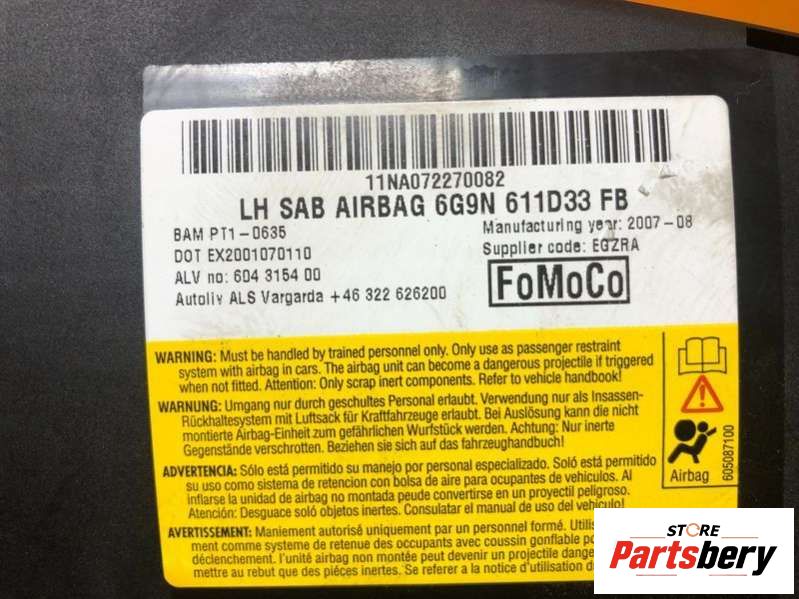 11NA072270082
LH SAB AIRBAG 6G9N 611D33 FB
BAM PT1-0635
Manufacturing year: 2007-08
DOT EX2001070110
Supplier code: EGZRA
ALV no: 604 3154 00
Autoliv ALS Vargarda +46 322 626200
FoMoCo
WARNING: Must be handled by trained personnel only. Only use as passenger restraint
system with airbag in cars. The airbag unit can become a dangerous projectile if triggered
when not fitted. Attention: Only scrap inert components. Refer to vehicle handbook!
WARNUNG: Umgang nur durch geschultes Personal erlaubt. Verwendung nur als Insassen-
Rückhaltesystem mit Luftsack für Kraftfahrzeuge erlaubt. Bei Auslösung kann die nicht
montierte Airbag-Einheit zum gefährlichen Wurfstück werden. Achtung: Nur inerte
Gegenstände verschrotten. Beziehen sie sich auf das fahrzeughandbuch!
ADVERTENCIA: Sólo está permitido su manejo por personal especializado. Soló está permitido
su uso como sistema de retencion con bolsa de aire para ocupantes de vehículos. Al
inflarse la unidad de airbag no montada peude convertirse en un proyectil peligroso.
Atención: Desguace soló objetos inertes. Consulatar el manual de uso del vehículo!
AVERTISSEMENT: Maniement autorisé uniquement par un personnel formé. Utilis
ment comme systeme de retenue des occupants avec coussin gonflable po
déclenchement. l'unité airbag non montée peut devenir un projectile dange
mettre au rebut que des piéces inertes. Se referer a la notice d'utilisation d
Airbag
605087100
STORE
Partsbery